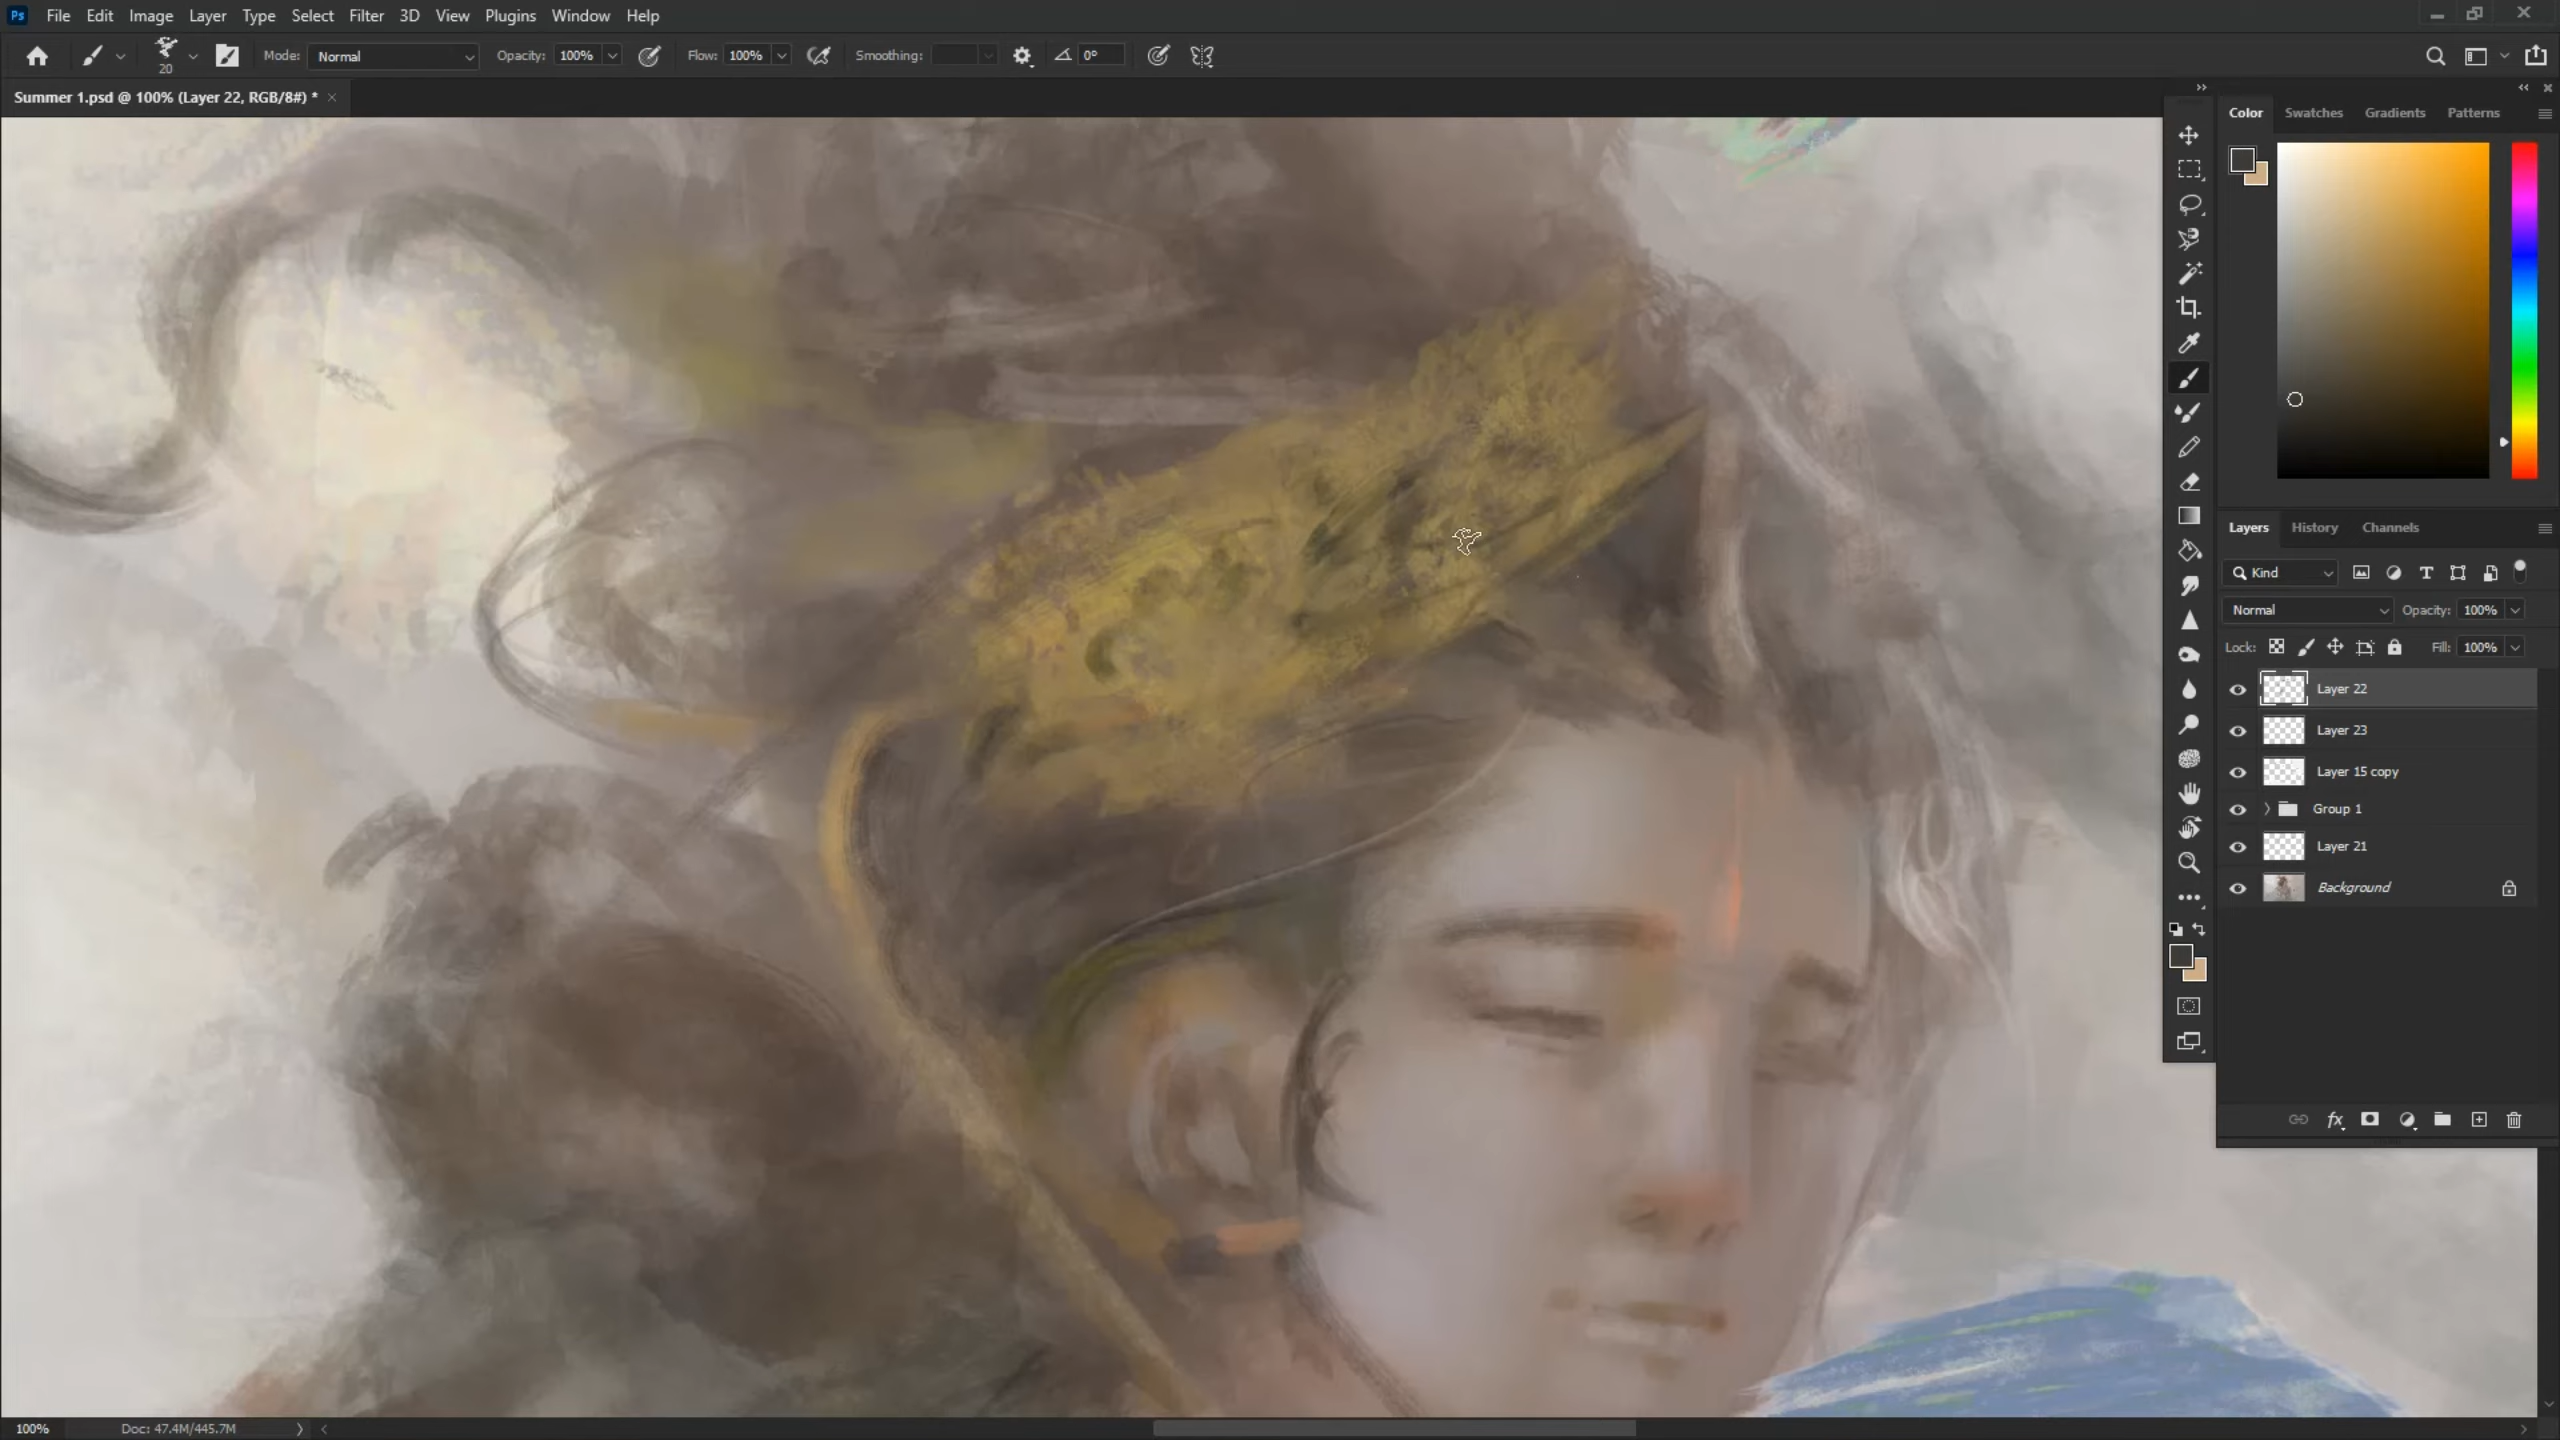 Ps File Edit Image Layer Type Select Filter 3D View Plugins Window Help
20 Mode: Normal Opacity: 100% Flow: 100% Smoothing: 0°
Summer 1.psd @ 100% (Layer 22, RGB/8#) * ×
Color Swatches Gradients Patterns
Layers History Channels
Kind
Normal Opacity: 100%
Lock: Fill: 100%
Layer 22
Layer 23
Layer 15 copy
Group 1
Layer 21
Background
fx
100% Doc: 47.4M/445.7M